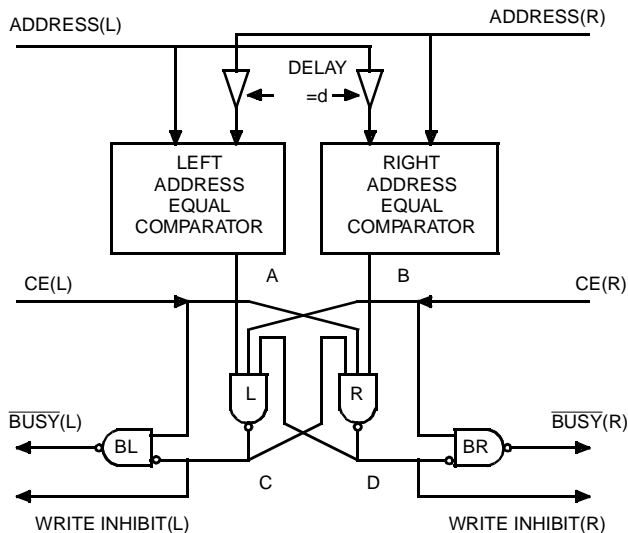 ADDRESS(L)
ADDRESS(R)
DELAY
=d
LEFT
ADDRESS
EQUAL
COMPARATOR
RIGHT
ADDRESS
EQUAL
COMPARATOR
A
B
CE(L)
CE(R)
L
R
BUSY(L)
BL
BR
BUSY(R)
C
D
WRITE INHIBIT(L)
WRITE INHIBIT(R)